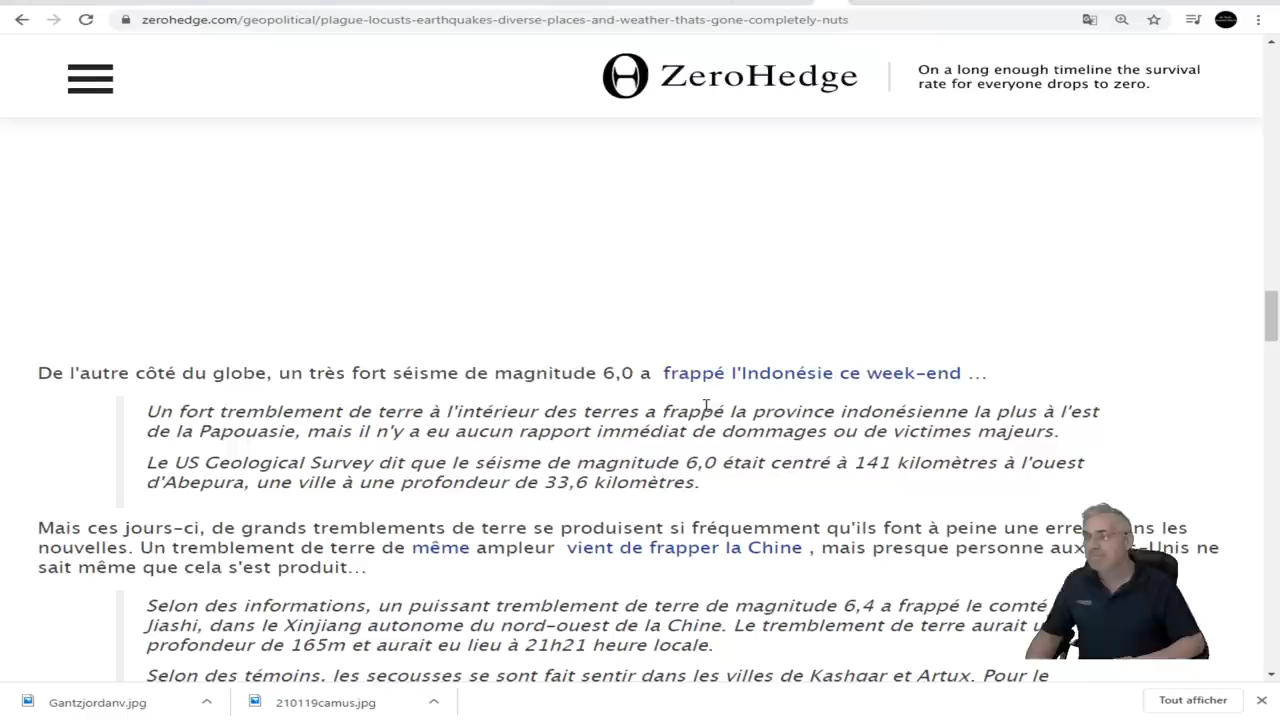 zerohedge.com/geopolitical/plague-locusts-earthquakes-diverse-places-and-weather-thats-gone-completely-nuts
ZeroHedge
On a long enough timeline the survival
rate for everyone drops to zero.
De l'autre côté du globe, un très fort séisme de magnitude 6,0 a frappé l'Indonésie ce week-end ...
Un fort tremblement de terre à l'intérieur des terres a frappé la province indonésienne la plus à l'est
de la Papouasie, mais il n'y a eu aucun rapport immédiat de dommages ou de victimes majeurs.
Le US Geological Survey dit que le séisme de magnitude 6,0 était centré à 141 kilomètres à l'ouest
d'Abepura, une ville à une profondeur de 33,6 kilomètres.
Mais ces jours-ci, de grands tremblements de terre se produisent si fréquemment qu'ils font à peine une les
nouvelles. Un tremblement de terre de même ampleur vient de frapper la Chine , mais presque personne aux -Unis ne
sait même que cela s'est produit...
Selon des informations, un puissant tremblement de terre de magnitude 6,4 a frappé le comté
Jiashi, dans le Xinjiang autonome du nord-ouest de la Chine. Le tremblement de terre aurait
profondeur de 165m et aurait eu lieu à 21h21 heure locale.
Selon des témoins, les secousses se sont fait sentir dans les villes de Kashgar et Artux. Pour le
Gantzjordanv.jpg
210119camus.jpg
Tout afficher